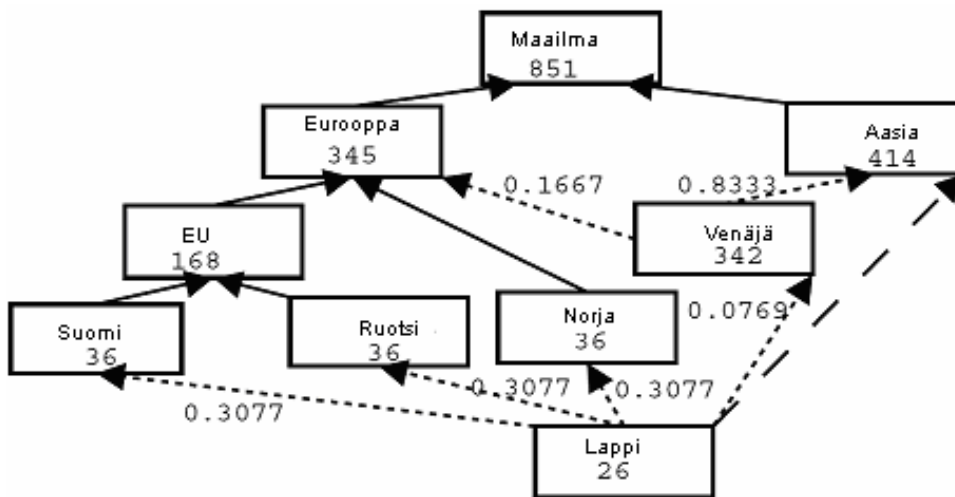 Maailma
851
Eurooppa
345
Aasia
414
0.1667
0.8333
EU
168
Venäjä
342
Suomi
36
Ruotsi
36
Norja
36
0.0769
0.3077
0.3077
0.3077
Lappi
26